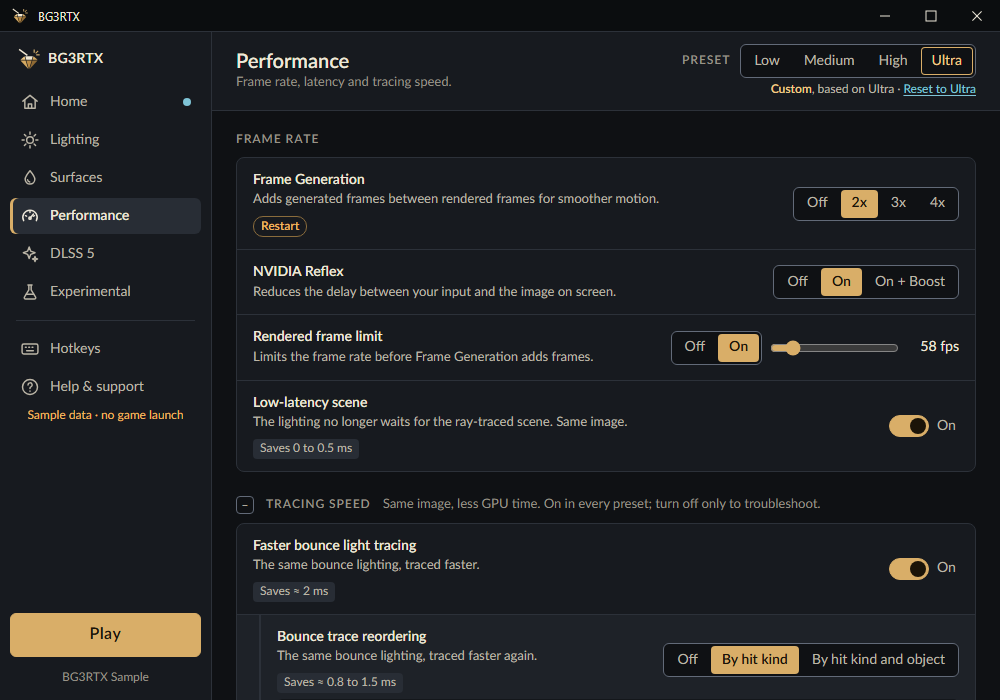 BG3RTX
BG3RTX
Home
Lighting
Surfaces
Performance
DLSS 5
Experimental
Hotkeys
Help & support
Sample data · no game launch
Play
BG3RTX Sample
Performance
Frame rate, latency and tracing speed.
PRESET Low Medium High Ultra
Custom, based on Ultra · Reset to Ultra
FRAME RATE
Frame Generation
Adds generated frames between rendered frames for smoother motion.
Restart
Off 2x 3x 4x
NVIDIA Reflex
Reduces the delay between your input and the image on screen.
Off On On + Boost
Rendered frame limit
Limits the frame rate before Frame Generation adds frames.
Off On 58 fps
Low-latency scene
The lighting no longer waits for the ray-traced scene. Same image.
Saves 0 to 0.5 ms
On
TRACING SPEED Same image, less GPU time. On in every preset; turn off only to troubleshoot.
Faster bounce light tracing
The same bounce lighting, traced faster.
Saves ≈ 2 ms
On
Bounce trace reordering
The same bounce lighting, traced faster again.
Saves ≈ 0.8 to 1.5 ms
Off By hit kind By hit kind and object